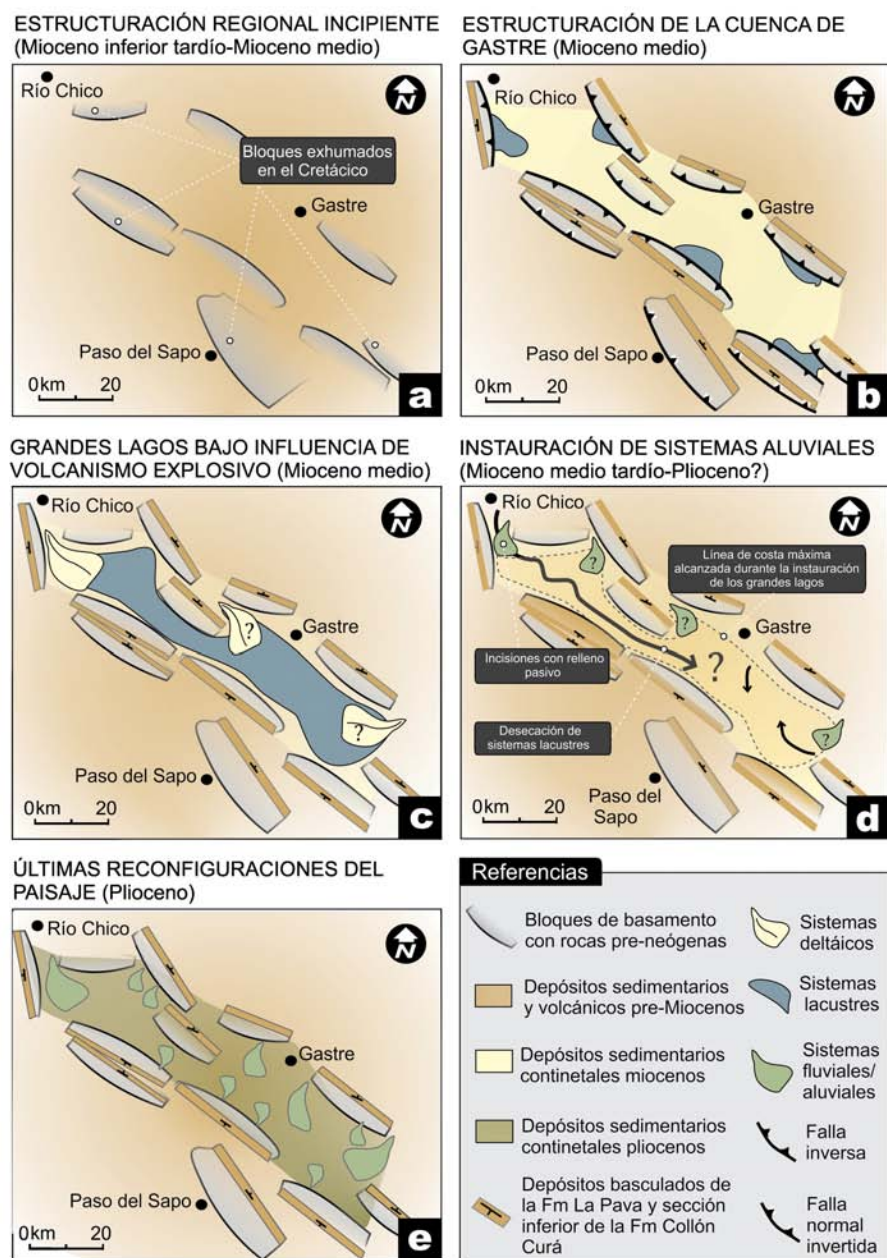 ESTRUCTURACIÓN REGIONAL INCIPIENTE
(Mioceno inferior tardío-Mioceno medio)
Río Chico
N
Bloques exhumados
en el Cretácico
Gastre
Paso del Sapo
0km 20
a
ESTRUCTURACIÓN DE LA CUENCA DE
GASTRE (Mioceno medio)
Río Chico
N
Gastre
Paso del Sapo
0km 20
b
GRANDES LAGOS BAJO INFLUENCIA DE
VOLCANISMO EXPLOSIVO (Mioceno medio)
Río Chico
N
?
Gastre
?
Paso del Sapo
0km 20
c
INSTAURACIÓN DE SISTEMAS ALUVIALES
(Mioceno medio tardío-Plioceno?)
Río Chico
N
?
Línea de costa máxima
alcanzada durante la instauración
de los grandes lagos
?
Gastre
Incisiones con relleno
pasivo
?
Desecación de
sistemas lacustres
?
Paso del
Sapo
0km 20
d
ÚLTIMAS RECONFIGURACIONES DEL
PAISAJE (Plioceno)
Río Chico
N
Gastre
Paso del Sapo
0km 20
e
Referencias
Bloques de basamento
con rocas pre-neógenas
Depósitos sedimentarios
y volcánicos pre-Miocenos
Depósitos sedimentarios
continetales miocenos
Depósitos sedimentarios
continetales pliocenos
Depósitos basculados de
la Fm La Pava y sección
inferior de la Fm Collón
Curá
Sistemas
deltáicos
Sistemas
lacustres
Sistemas
fluviales/
aluviales
Falla
inversa
Falla
normal
invertida